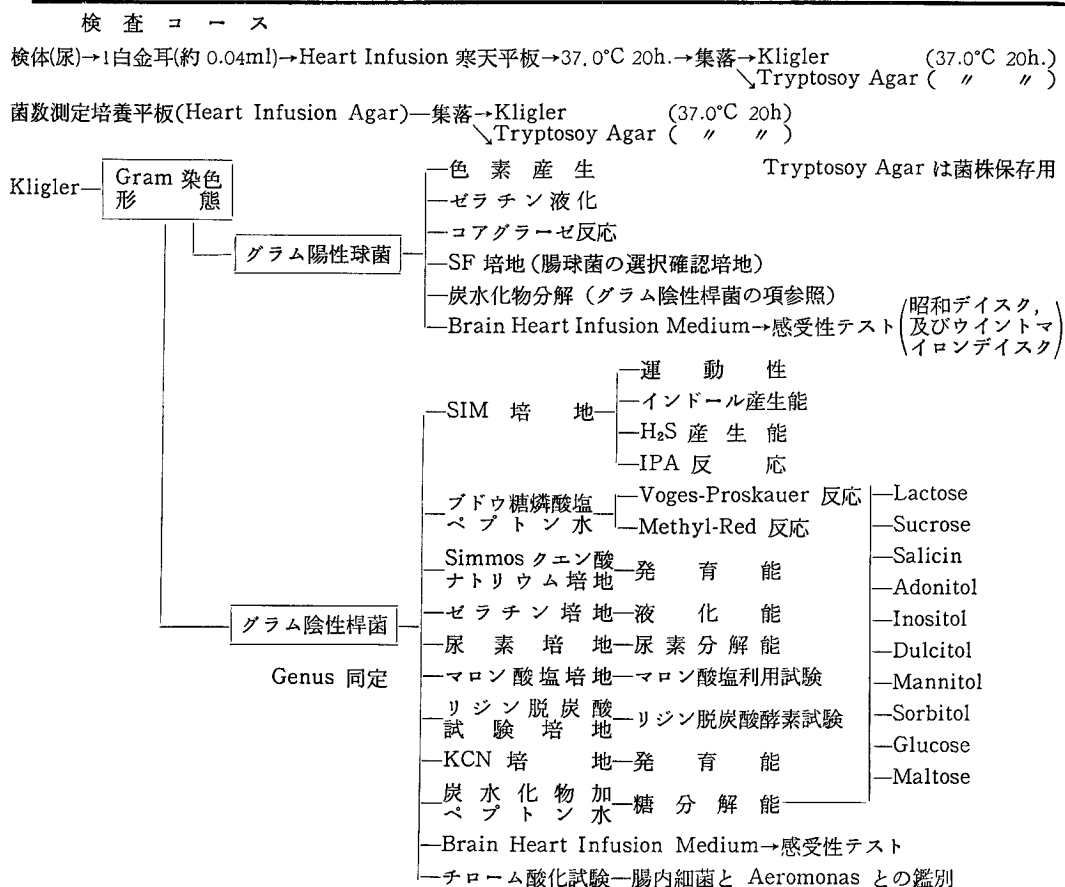 検査コース
検体(尿)→1白金耳(約 0.04ml)→Heart Infusion 寒天平板→37.0°C 20h.→集落→Kligler (37.0°C 20h.)
↘Tryptosoy Agar ( 〃 〃 )
菌数測定培養平板(Heart Infusion Agar)—集落→Kligler (37.0°C 20h)
↘Tryptosoy Agar ( 〃 〃 )
Tryptosoy Agar は菌株保存用
Kligler—
Gram 染色
形態
グラム陽性球菌
色素産生
ゼラチン液化
コアグラーゼ反応
SF 培地(腸球菌の選択確認培地)
炭水化物分解(グラム陰性桿菌の項参照)
Brain Heart Infusion Medium→感受性テスト
(昭和デイスク,
及びウイントマ
イロンデイスク)
グラム陰性桿菌
Genus 同定
SIM 培地
運動性
インドール産生能
H₂S 産生能
IPA 反応
ブドウ糖燐酸塩
ペプトン水
Voges-Proskauer 反応
Methyl-Red 反応
Simmos クエン酸
ナトリウム培地—発育能
ゼラチン培地—液化能
尿素培地—尿素分解能
マロン酸塩培地—マロン酸塩利用試験
リジン脱炭酸
試験培地—リジン脱炭酸酵素試験
KCN 培地—発育能
炭水化物加
ペプトン水—糖分解能
Lactose
Sucrose
Salicin
Adonitol
Inositol
Dulcitol
Mannitol
Sorbitol
Glucose
Maltose
Brain Heart Infusion Medium→感受性テスト
チローム酸化試験—腸内細菌と Aeromonas との鑑別